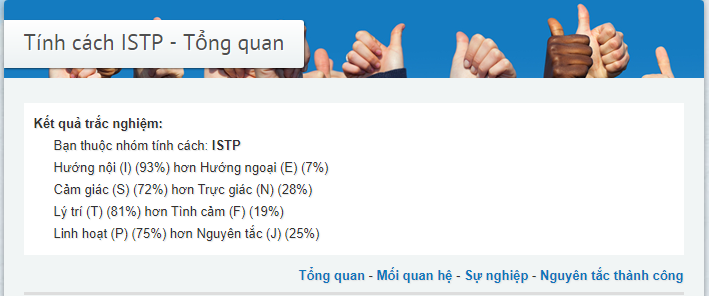 Tính cách ISTP - Tổng quan
Kết quả trắc nghiệm:
Bạn thuộc nhóm tính cách: ISTP
Hướng nội (I) (93%) hơn Hướng ngoại (E) (7%)
Cảm giác (S) (72%) hơn Trực giác (N) (28%)
Lý trí (T) (81%) hơn Tình cảm (F) (19%)
Linh hoạt (P) (75%) hơn Nguyên tắc (J) (25%)
Tổng quan - Mối quan hệ - Sự nghiệp - Nguyên tắc thành công